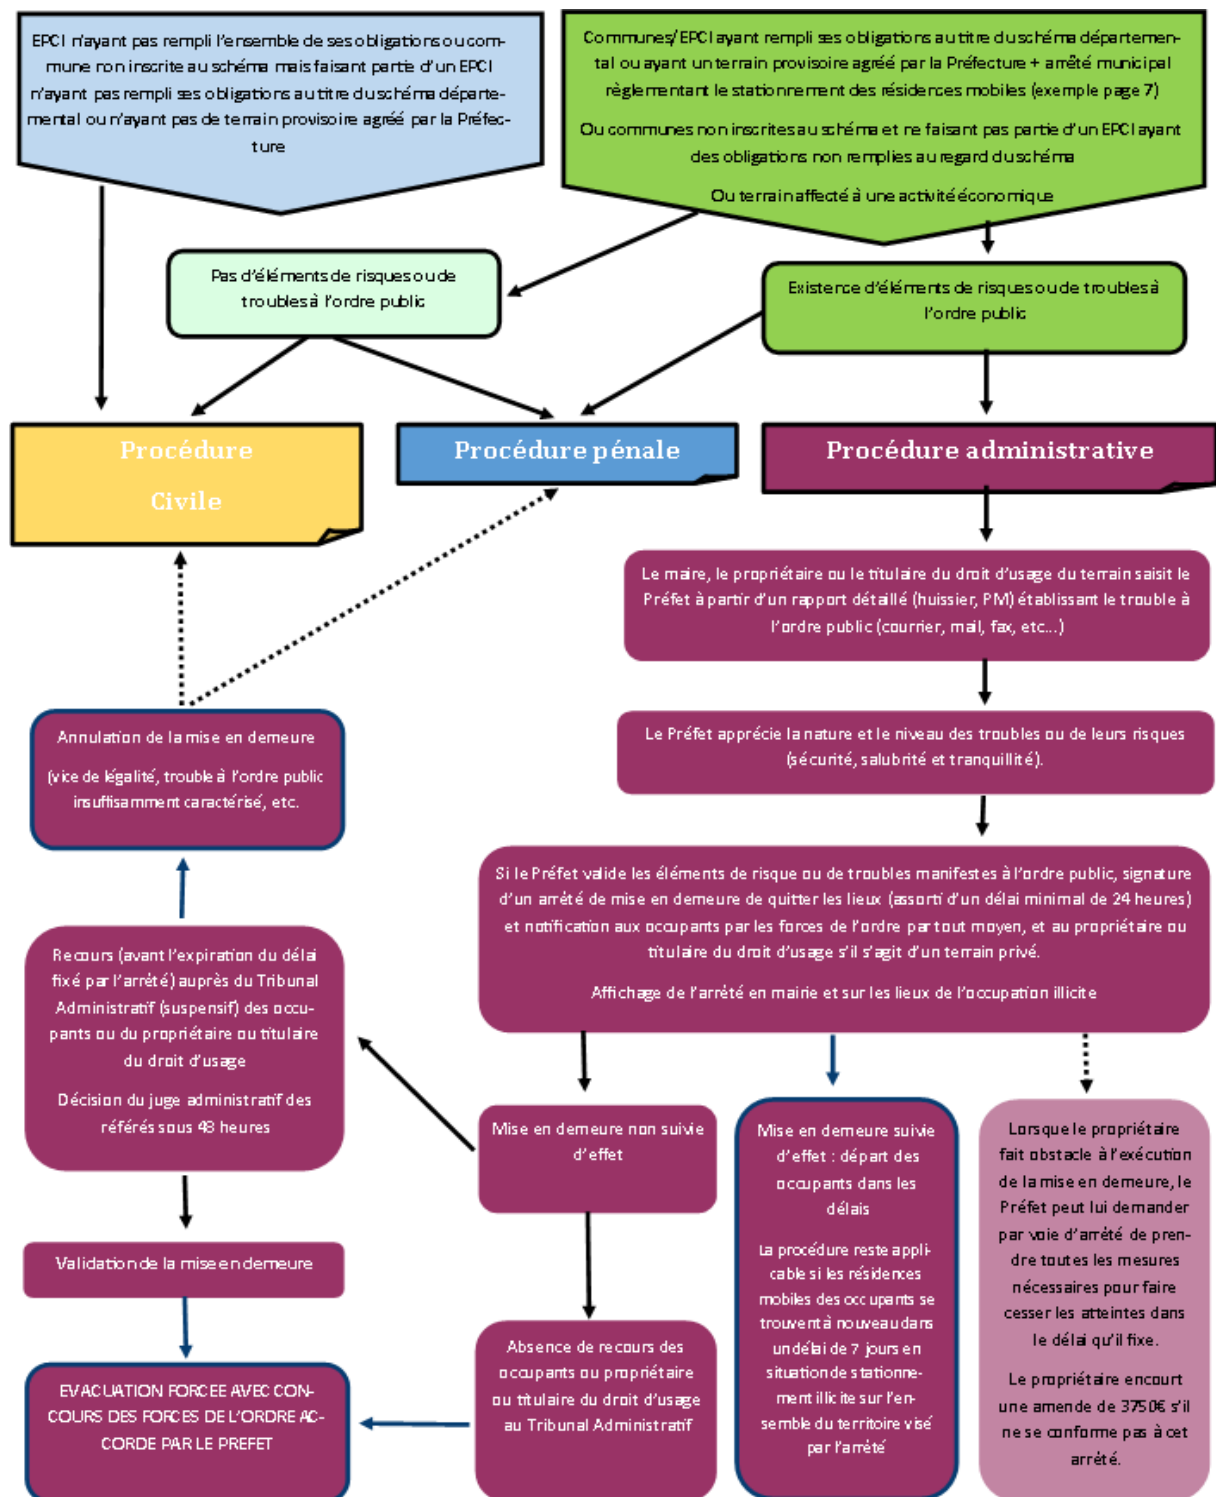 EPCI n'ayant pas rempli l'ensemble de ses obligations ou com-
mune non inscrite au schéma mais faisant partie d'un EPCI
n'ayant pas rempli ses obligations au titre du schéma départe-
mental ou n'ayant pas de terrain provisoire agréé par la Préfec-
ture
Communes/EPCI ayant rempli ses obligations au titre du schéma départemen-
tal ou ayant un terrain provisoire agréé par la Préfecture + arrêté municipal
règlementant le stationnement des résidences mobiles (exemple page 7)
Ou communes non inscrites au schéma et ne faisant pas partie d'un EPCI ayant
des obligations non remplies au regard du schéma
Ou terrain affecté à une activité économique
Pas d'éléments de risques ou de
troubles à l'ordre public
Existence d'éléments de risques ou de troubles à
l'ordre public
Procédure
Civile
Procédure pénale
Procédure administrative
Le maire, le propriétaire ou le titulaire du droit d'usage du terrain saisit le
Préfet à partir d'un rapport détaillé (huissier, PM) établissant le trouble à
l'ordre public (courrier, mail, fax, etc...)
Le Préfet apprécie la nature et le niveau des troubles ou de leurs risques
(sécurité, salubrité et tranquillité).
Annulation de la mise en demeure
(vice de légalité, trouble à l'ordre public
insuffisamment caractérisé, etc.
Si le Préfet valide les éléments de risque ou de troubles manifestes à l'ordre public, signature
d'un arrêté de mise en demeure de quitter les lieux (assorti d'un délai minimal de 24 heures)
et notification aux occupants par les forces de l'ordre par tout moyen, et au propriétaire ou
titulaire du droit d'usage s'il s'agit d'un terrain privé.
Affichage de l'arrêté en mairie et sur les lieux de l'occupation illicite
Recours (avant l'expiration du délai
fixé par l'arrêté) auprès du Tribunal
Administratif (suspensif) des occu-
pants ou du propriétaire ou titulaire
du droit d'usage
Décision du juge administratif des
référés sous 48 heures
Mise en demeure non suivie
d'effet
Mise en demeure suivie
d'effet : départ des
occupants dans les
délais
La procédure reste appli-
cable si les résidences
mobiles des occupants se
trouvent à nouveau dans
un délai de 7 jours en
situation de stationne-
ment illicite sur l'en-
semble du territoire visé
par l'arrêté
Lorsque le propriétaire
fait obstacle à l'exécution
de la mise en demeure, le
Préfet peut lui demander
par voie d'arrêté de pren-
dre toutes les mesures
nécessaires pour faire
cesser les atteintes dans
le délai qu'il fixe.
Le propriétaire encourt
une amende de 3750€ s'il
ne se conforme pas à cet
arrêté.
Validation de la mise en demeure
Absence de recours des
occupants ou propriétaire
ou titulaire du droit d'usage
au Tribunal Administratif
EVACUATION FORCEE AVEC CON-
COURS DES FORCES DE L'ORDRE AC-
CORDE PAR LE PREFET